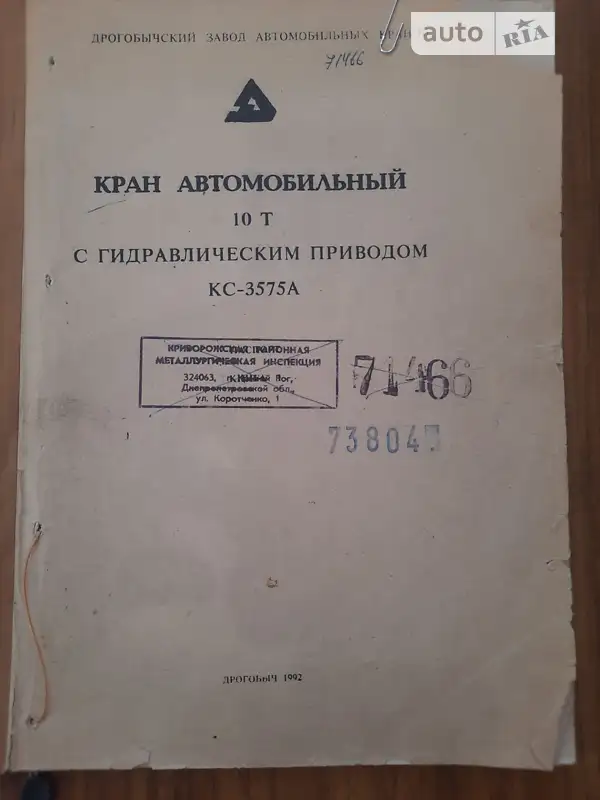 ДРОГОБЫЧСКИЙ ЗАВОД АВТОМОБИЛЬНЫХ
auto RIA
71466
КРАН АВТОМОБИЛЬНЫЙ
10 Т
С ГИДРАВЛИЧЕСКИМ ПРИВОДОМ
КС-3575А
КРИВОРОЖСКАЯ РАЙОННАЯ
МЕТАЛЛУРГИЧЕСКАЯ ИНСПЕКЦИЯ
324063, г. Рог,
Днепропетровской обл.,
ул. Коротченко, 1
71466
738047
ДРОГОБЫЧ 1992